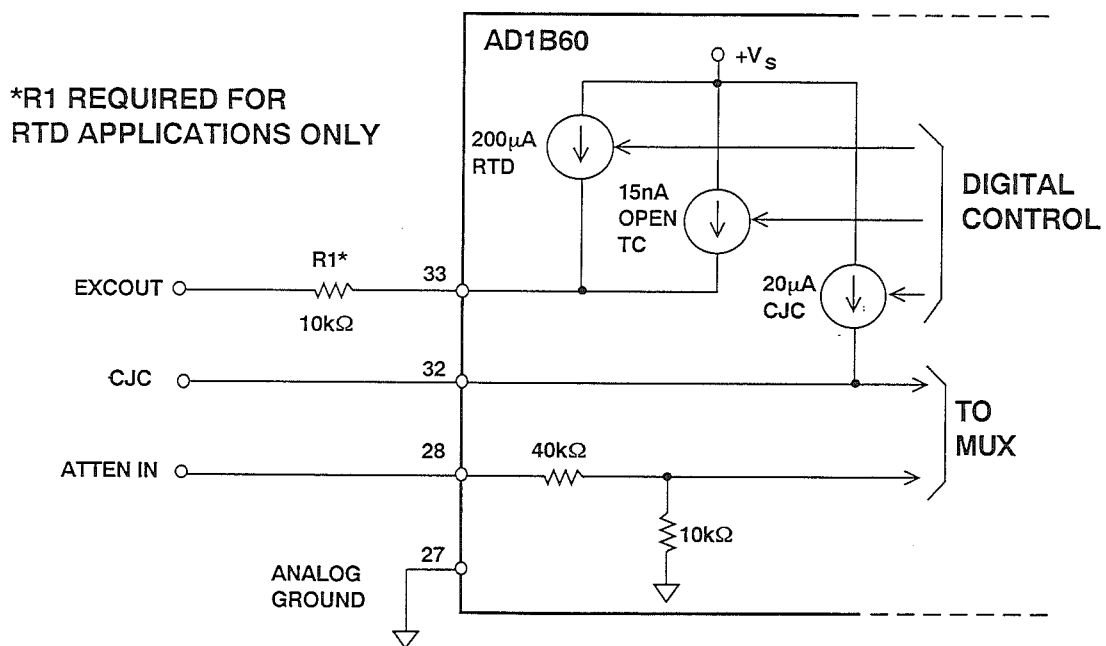 AD1B60
+VS
*R1 REQUIRED FOR
RTD APPLICATIONS ONLY
200µA
RTD
15nA
OPEN
TC
20µA
CJC
DIGITAL
CONTROL
EXCOUT
R1*
10kΩ
33
CJC
32
TO
MUX
ATTEN IN
28
40kΩ
10kΩ
27
ANALOG
GROUND